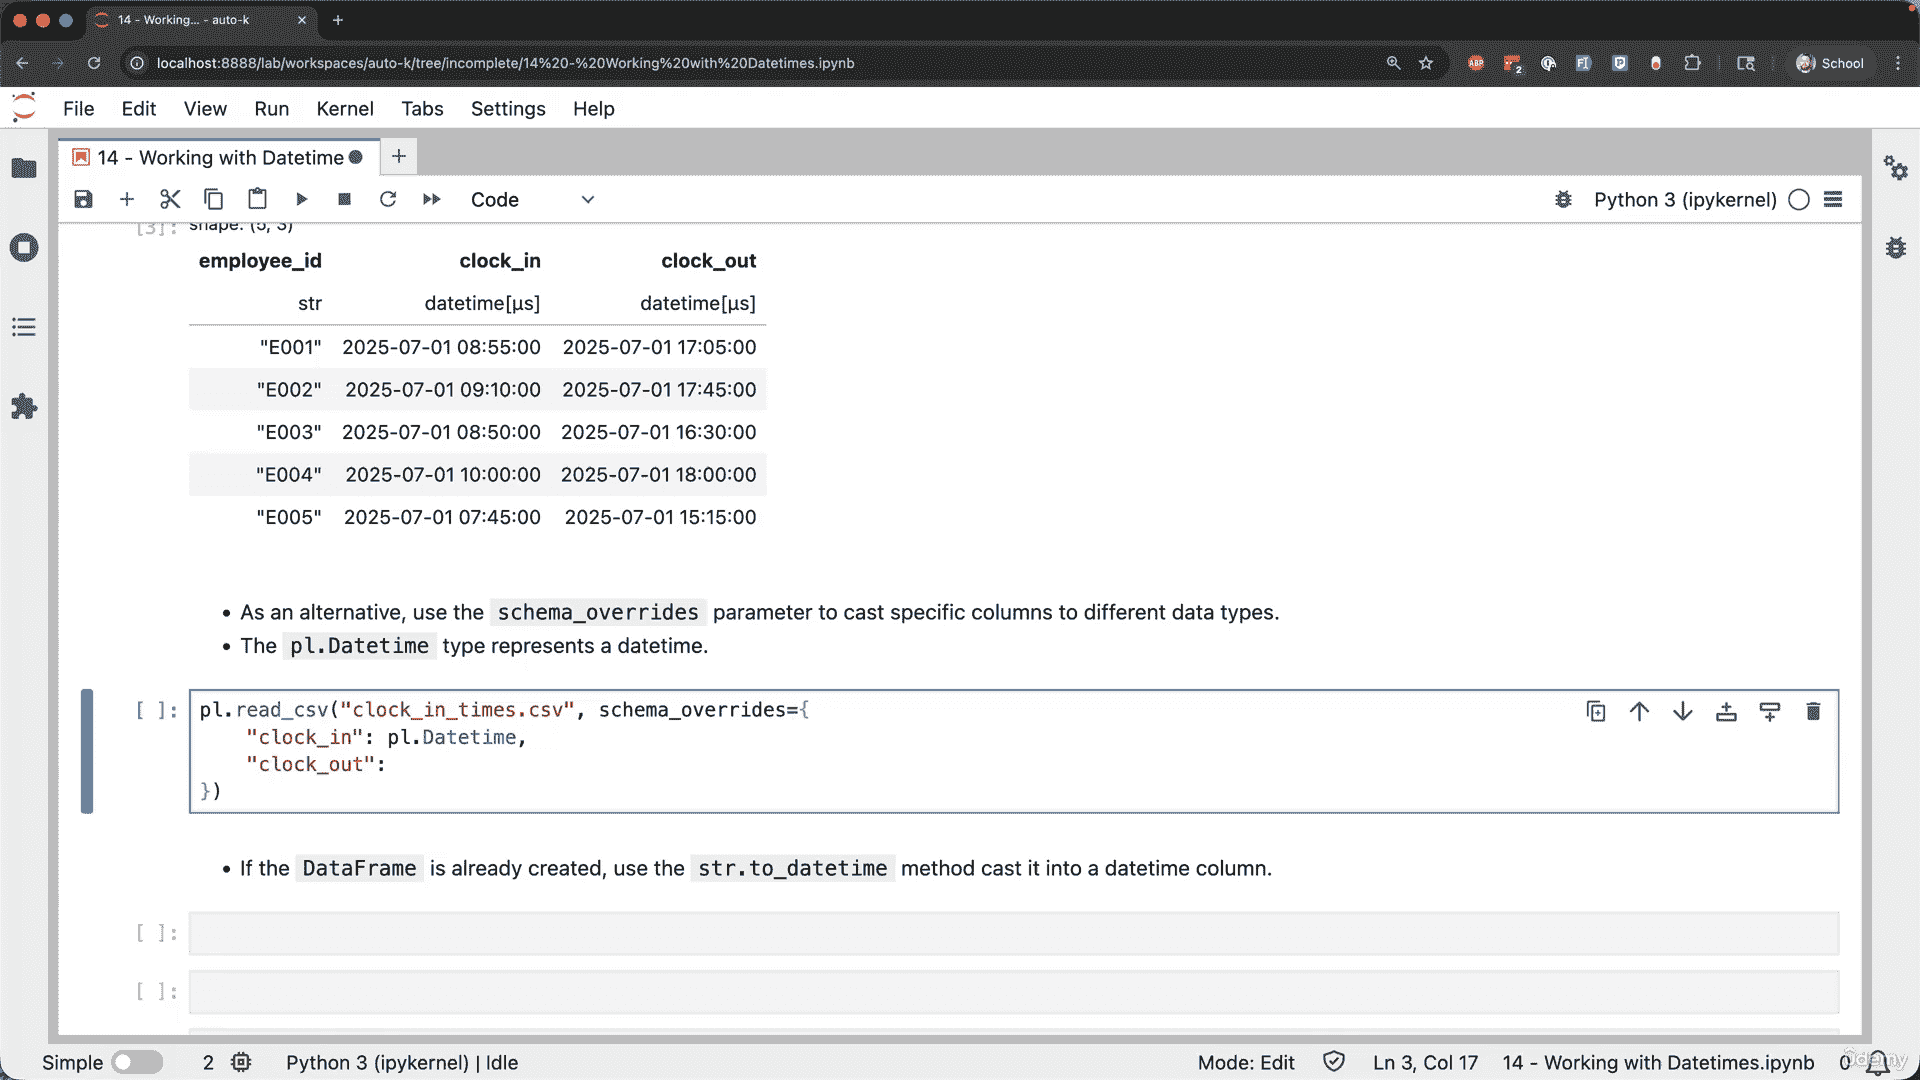 14 - Working... - auto-k
localhost:8888/lab/workspaces/auto-k/tree/incomplete/14%20-%20Working%20with%20Datetimes.ipynb
ABP
2
School
File Edit View Run Kernel Tabs Settings Help
14 - Working with Datetime
Code
Python 3 (ipykernel)
[3]: shape: (5, 3)
employee_id clock_in clock_out
str datetime[μs] datetime[μs]
"E001" 2025-07-01 08:55:00 2025-07-01 17:05:00
"E002" 2025-07-01 09:10:00 2025-07-01 17:45:00
"E003" 2025-07-01 08:50:00 2025-07-01 16:30:00
"E004" 2025-07-01 10:00:00 2025-07-01 18:00:00
"E005" 2025-07-01 07:45:00 2025-07-01 15:15:00
• As an alternative, use the schema_overrides parameter to cast specific columns to different data types.
• The pl.Datetime type represents a datetime.
[ ]: pl.read_csv("clock_in_times.csv", schema_overrides={
"clock_in": pl.Datetime,
"clock_out":
})
• If the DataFrame is already created, use the str.to_datetime method cast it into a datetime column.
[ ]:
[ ]:
Simple 2 Python 3 (ipykernel) | Idle Mode: Edit Ln 3, Col 17 14 - Working with Datetimes.ipynb 0
udemy